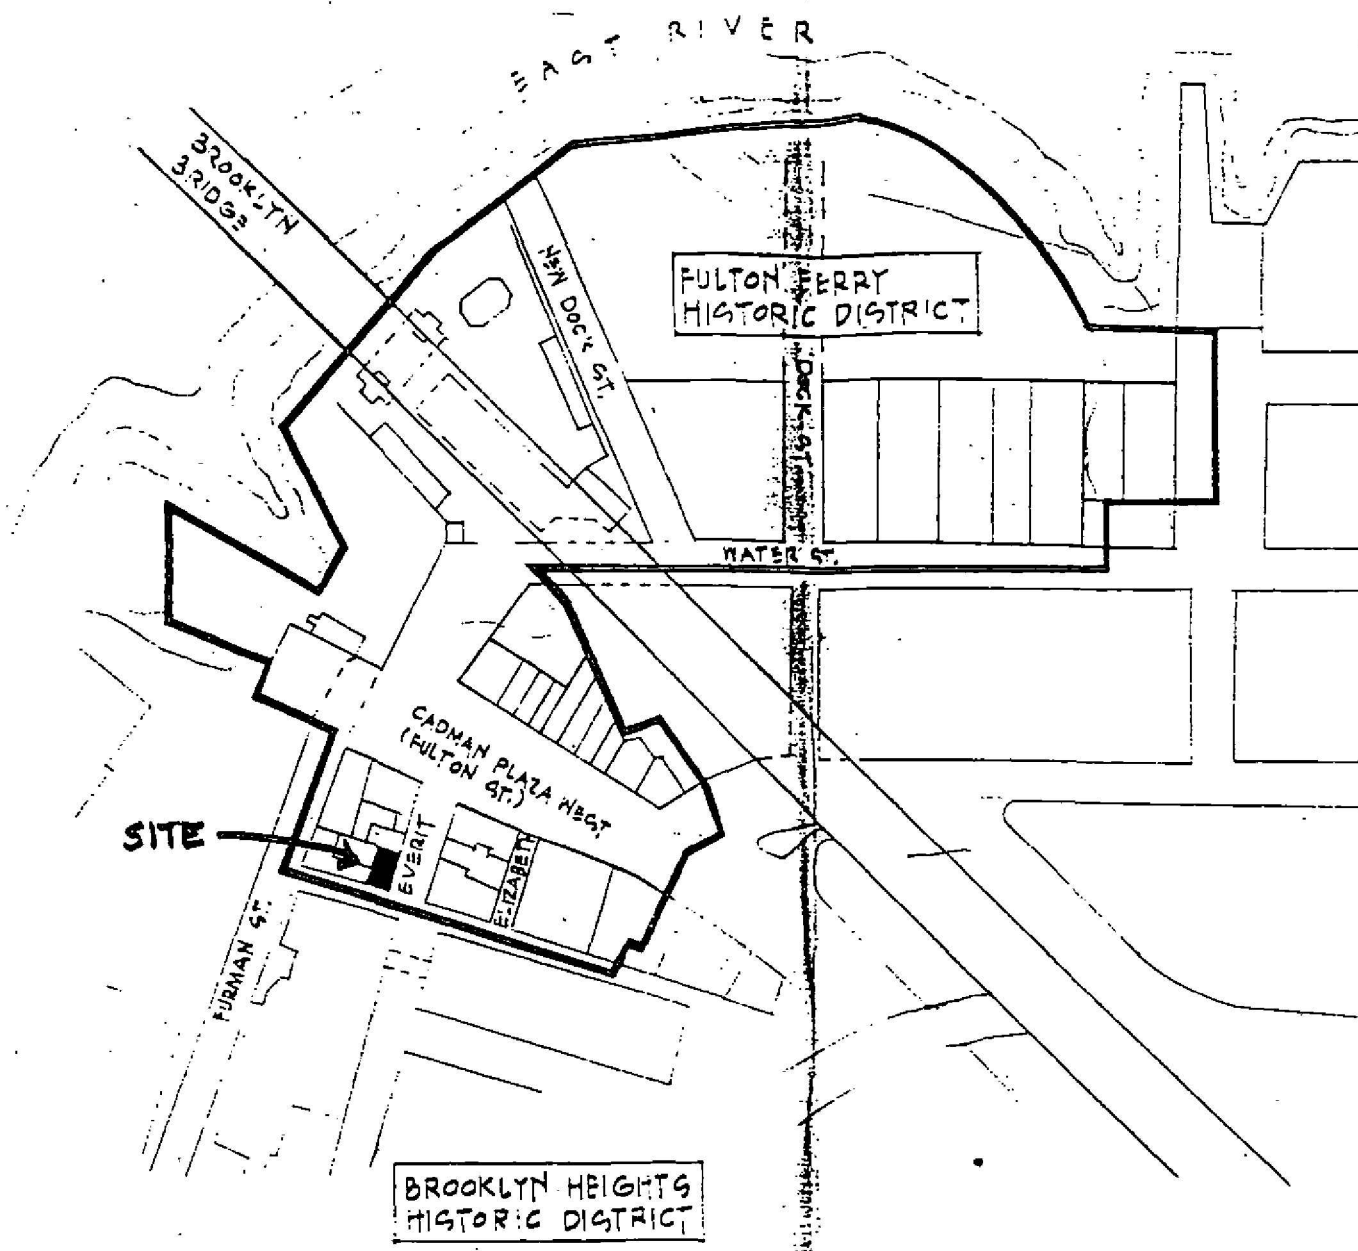 EAST RIVER
BROOKLYN
BRIDGE
NEW DOCK ST.
FULTON FERRY
HISTORIC DISTRICT
DOCK ST.
WATER ST.
CADMAN PLAZA WEST
(FULTON
ST.)
SITE
EVERIT
ELIZABETH
FURMAN ST.
BROOKLYN HEIGHTS
HISTORIC DISTRICT